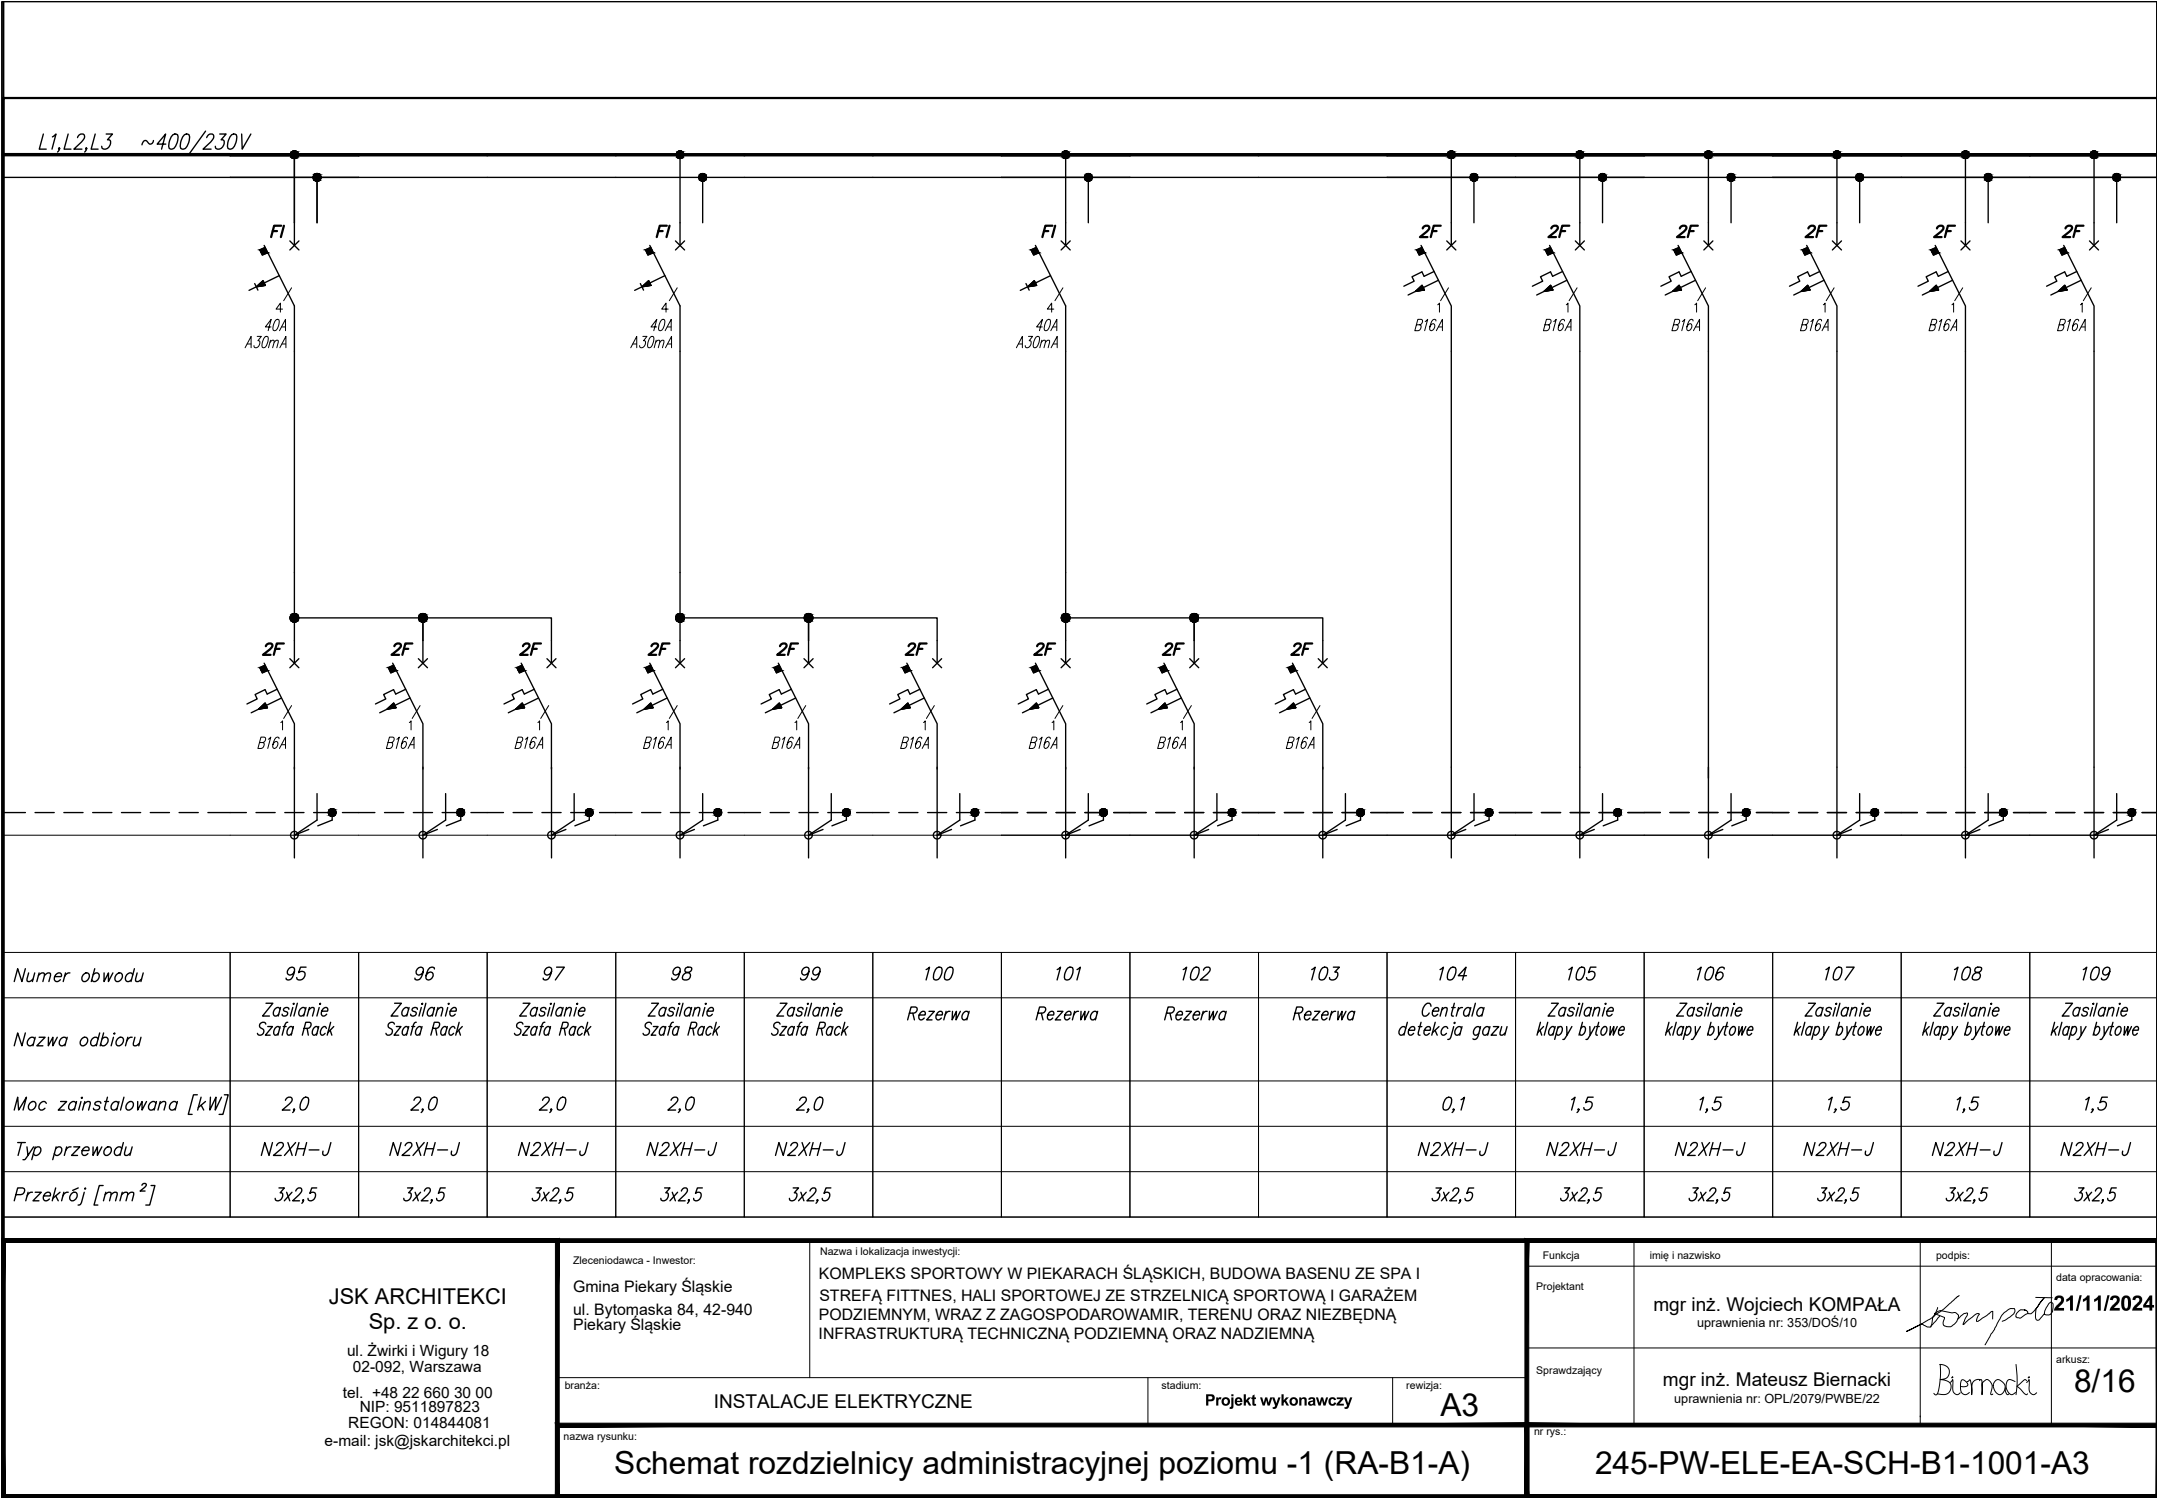 L1,L2,L3 ~400/230V
FI FI FI 2F 2F 2F 2F 2F 2F
4 4 4 1 1 1 1 1 1
40A 40A 40A B16A B16A B16A B16A B16A B16A
A30mA A30mA A30mA
2F 2F 2F 2F 2F 2F 2F 2F 2F
1 1 1 1 1 1 1 1 1
B16A B16A B16A B16A B16A B16A B16A B16A B16A
Numer obwodu 95 96 97 98 99 100 101 102 103 104 105 106 107 108 109
Nazwa odbioru
Zasilanie Zasilanie Zasilanie Zasilanie Zasilanie Rezerwa Rezerwa Rezerwa Rezerwa Centrala Zasilanie Zasilanie Zasilanie Zasilanie Zasilanie
Szafa Rack Szafa Rack Szafa Rack Szafa Rack Szafa Rack detekcja gazu klapy bytowe klapy bytowe klapy bytowe klapy bytowe klapy bytowe
Moc zainstalowana [kW] 2,0 2,0 2,0 2,0 2,0 0,1 1,5 1,5 1,5 1,5 1,5
Typ przewodu N2XH-J N2XH-J N2XH-J N2XH-J N2XH-J N2XH-J N2XH-J N2XH-J N2XH-J N2XH-J N2XH-J
Przekrój [mm²] 3x2,5 3x2,5 3x2,5 3x2,5 3x2,5 3x2,5 3x2,5 3x2,5 3x2,5 3x2,5 3x2,5
JSK ARCHITEKCI
Sp. z o. o.
ul. Żwirki i Wigury 18
02-092, Warszawa
tel. +48 22 660 30 00
NIP: 9511897823
REGON: 014844081
e-mail: jsk@jskarchitekci.pl
Zleceniodawca - Inwestor:
Gmina Piekary Śląskie
ul. Bytomaska 84, 42-940
Piekary Śląskie
Nazwa i lokalizacja inwestycji:
KOMPLEKS SPORTOWY W PIEKARACH ŚLĄSKICH, BUDOWA BASENU ZE SPA I
STREFĄ FITTNES, HALI SPORTOWEJ ZE STRZELNICĄ SPORTOWĄ I GARAŻEM
PODZIEMNYM, WRAZ Z ZAGOSPODAROWAMIR, TERENU ORAZ NIEZBĘDNĄ
INFRASTRUKTURĄ TECHNICZNĄ PODZIEMNĄ ORAZ NADZIEMNĄ
branża:
INSTALACJE ELEKTRYCZNE
stadium:
Projekt wykonawczy
rewizja:
A3
nazwa rysunku:
Schemat rozdzielnicy administracyjnej poziomu -1 (RA-B1-A)
Funkcja imię i nazwisko podpis:
Projektant
mgr inż. Wojciech KOMPAŁA
uprawnienia nr: 353/DOŚ/10
Kompała
data opracowania:
21/11/2024
Sprawdzający
mgr inż. Mateusz Biernacki
uprawnienia nr: OPL/2079/PWBE/22
Biernacki
arkusz:
8/16
nr rys.:
245-PW-ELE-EA-SCH-B1-1001-A3